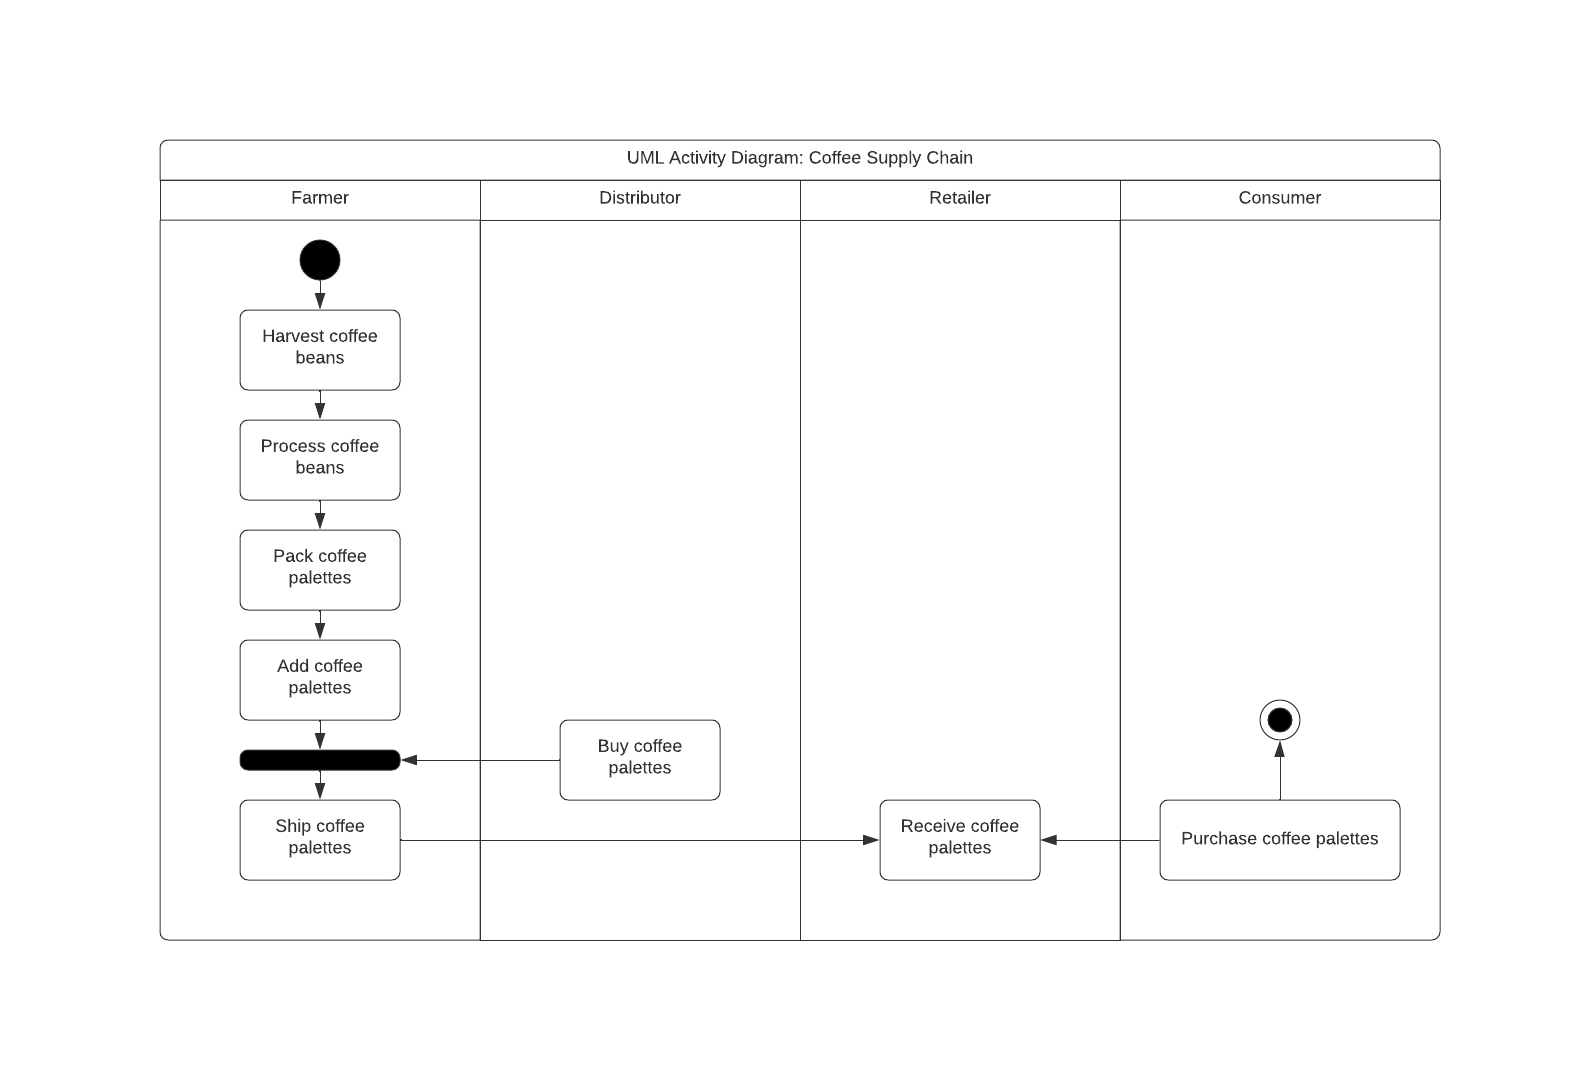 UML Activity Diagram: Coffee Supply Chain
Farmer
Distributor
Retailer
Consumer
Harvest coffee
beans
Process coffee
beans
Pack coffee
palettes
Add coffee
palettes
Buy coffee
palettes
Ship coffee
palettes
Receive coffee
palettes
Purchase coffee palettes